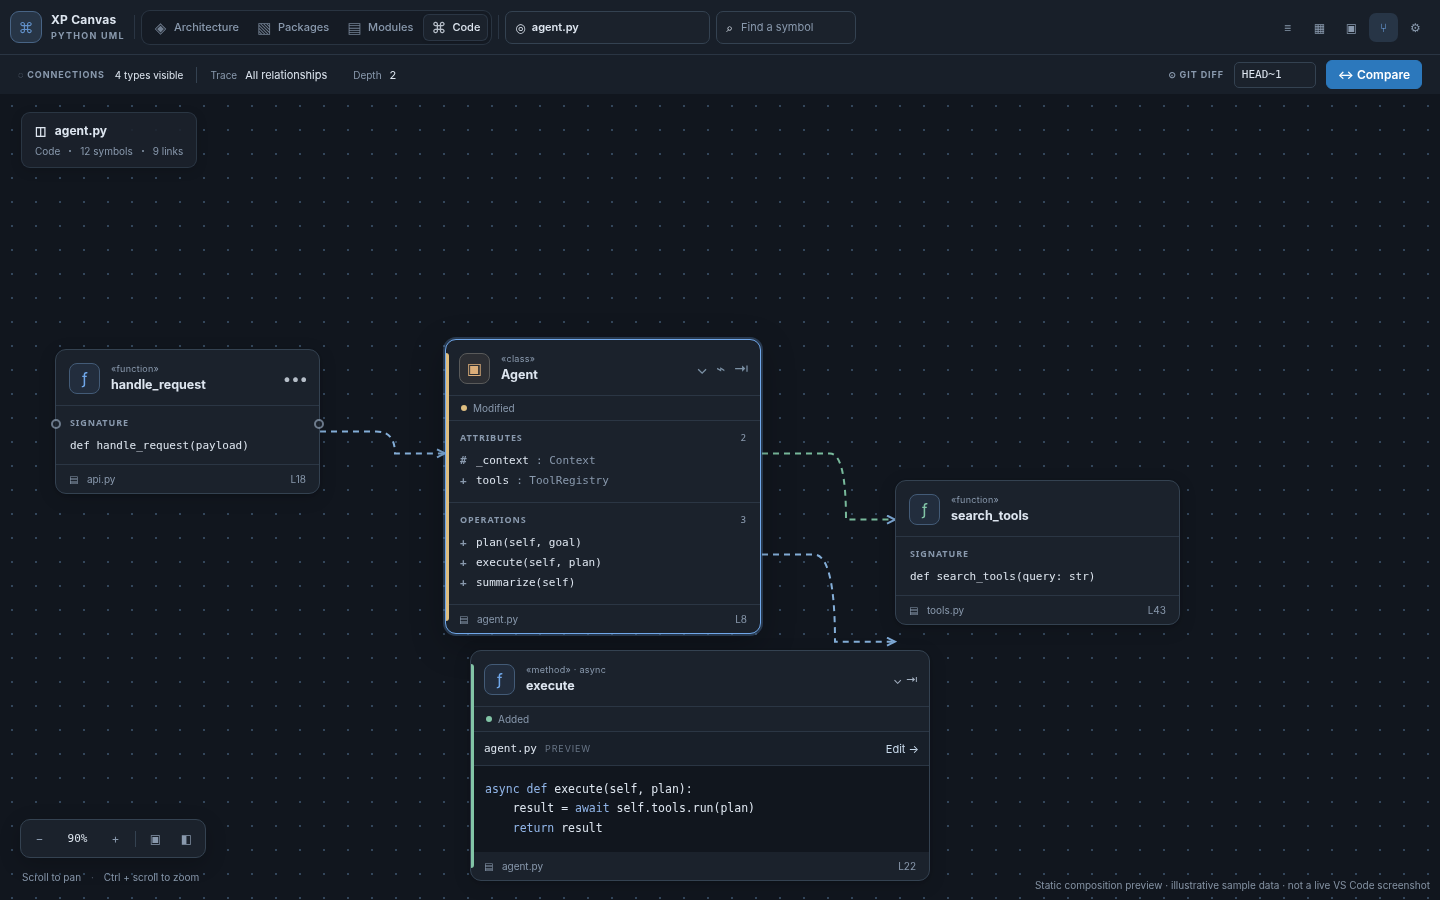 XP Canvas
PYTHON UML
Architecture
Packages
Modules
Code
agent.py
Find a symbol
CONNECTIONS
4 types visible
Trace All relationships
Depth 2
GIT DIFF
HEAD~1
↔ Compare
agent.py
Code • 12 symbols • 9 links
«function»
handle_request
SIGNATURE
def handle_request(payload)
api.py
L18
«class»
Agent
Modified
ATTRIBUTES 2
# _context : Context
+ tools : ToolRegistry
OPERATIONS 3
+ plan(self, goal)
+ execute(self, plan)
+ summarize(self)
agent.py
L8
«function»
search_tools
SIGNATURE
def search_tools(query: str)
tools.py
L43
«method» · async
execute
Added
agent.py PREVIEW
Edit →
async def execute(self, plan):
    result = await self.tools.run(plan)
    return result
agent.py
L22
− 90% +
Scroll to pan · Ctrl + scroll to zoom
Static composition preview · illustrative sample data · not a live VS Code screenshot